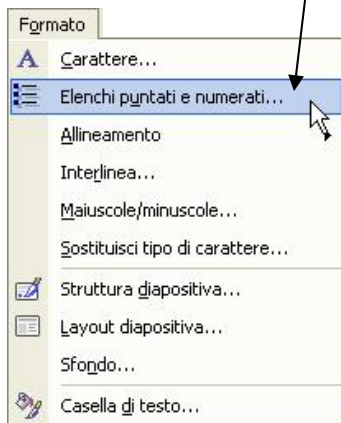 Formato
Carattere...
Elenchi puntati e numerati...
Allineamento
Interlinea...
Maiuscole/minuscole...
Sostituisci tipo di carattere...
Struttura diapositiva...
Layout diapositiva...
Sfondo...
Casella di testo...